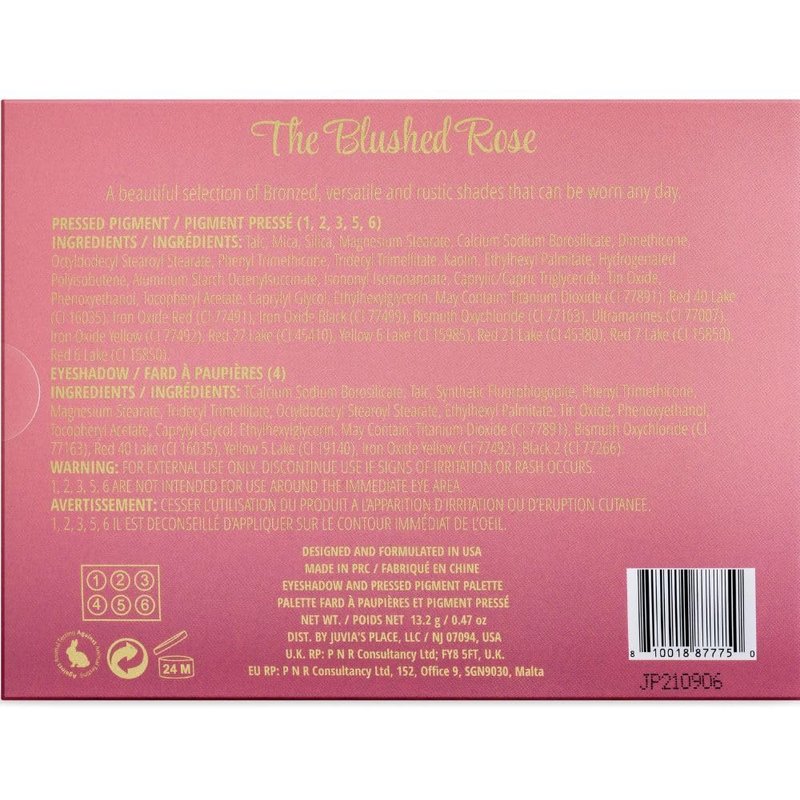 The Blushed Rose
A beautiful selection of Bronzed, versatile and rustic shades that can be worn any day.
PRESSED PIGMENT / PIGMENT PRESSÉ (1, 2, 3, 5, 6)
INGREDIENTS / INGRÉDIENTS: Talc, Mica, Silica, Magnesium Stearate, Calcium Sodium Borosilicate, Dimethicone,
Octyldodecyl Stearoyl Stearate, Phenyl Trimethicone, Tridecyl Trimellitate, Kaolin, Ethylhexyl Palmitate, Hydrogenated
Polyisobutene, Aluminum Starch Octenylsuccinate, Isononyl Isononanoate, Caprylic/Capric Triglyceride, Tin Oxide,
Phenoxyethanol, Tocopheryl Acetate, Caprylyl Glycol, Ethylhexylglycerin. May Contain: Titanium Dioxide (CI 77891), Red 40 Lake
(CI 16035), Iron Oxide Red (CI 77491), Iron Oxide Black (CI 77499), Bismuth Oxychloride (CI 77163), Ultramarines (CI 77007),
Iron Oxide Yellow (CI 77492), Red 27 Lake (CI 45410), Yellow 6 Lake (CI 15985), Red 21 Lake (CI 45380), Red 7 Lake (CI 15850),
Red 6 Lake (CI 15850).
EYESHADOW / FARD À PAUPIÈRES (4)
INGREDIENTS / INGRÉDIENTS: TCalcium Sodium Borosilicate, Talc, Synthetic Fluorphlogopite, Phenyl Trimethicone,
Magnesium Stearate, Tridecyl Trimellitate, Octyldodecyl Stearoyl Stearate, Ethylhexyl Palmitate, Tin Oxide, Phenoxyethanol,
Tocopheryl Acetate, Caprylyl Glycol, Ethylhexylglycerin. May Contain: Titanium Dioxide (CI 77891), Bismuth Oxychloride (CI
77163), Red 40 Lake (CI 16035), Yellow 5 Lake (CI 19140), Iron Oxide Yellow (CI 77492), Black 2 (CI 77266).
WARNING: FOR EXTERNAL USE ONLY. DISCONTINUE USE IF SIGNS OF IRRITATION OR RASH OCCURS.
1, 2, 3, 5, 6 ARE NOT INTENDED FOR USE AROUND THE IMMEDIATE EYE AREA.
AVERTISSEMENT: CESSER L'UTILISATION DU PRODUIT A L'APPARITION D'IRRITATION OU D'ERUPTION CUTANEE.
1, 2, 3, 5, 6 IL EST DECONSEILLÉ D'APPLIQUER SUR LE CONTOUR IMMÉDIAT DE L'OEIL.
DESIGNED AND FORMULATED IN USA
MADE IN PRC / FABRIQUÉ EN CHINE
EYESHADOW AND PRESSED PIGMENT PALETTE
PALETTE FARD À PAUPIÈRES ET PIGMENT PRESSÉ
NET WT. / POIDS NET 13.2 g / 0.47 oz
DIST. BY JUVIA'S PLACE, LLC / NJ 07094, USA
U.K. RP: P N R Consultancy Ltd; FY8 5FT, U.K.
EU RP: P N R Consultancy Ltd, 152, Office 9, SGN9030, Malta
1 2 3
4 5 6
Against Animal Testing
24 M
8 10018 87775 0
JP210906